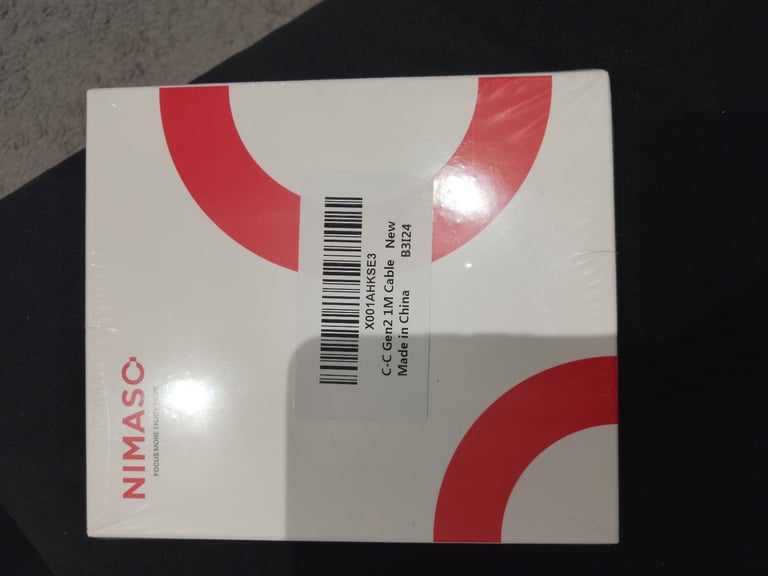 NIMASO
FOCUS MORE ENJOY MORE
X001AHKSE3
C-C Gen2 1M Cable New
Made in China B3I24